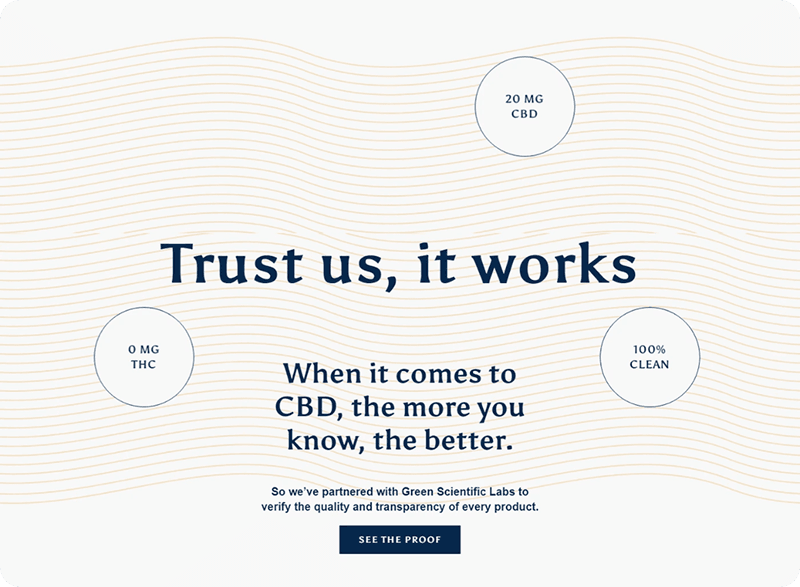 20 MG
CBD
Trust us, it works
0 MG
THC
100%
CLEAN
When it comes to
CBD, the more you
know, the better.
So we've partnered with Green Scientific Labs to
verify the quality and transparency of every product.
SEE THE PROOF